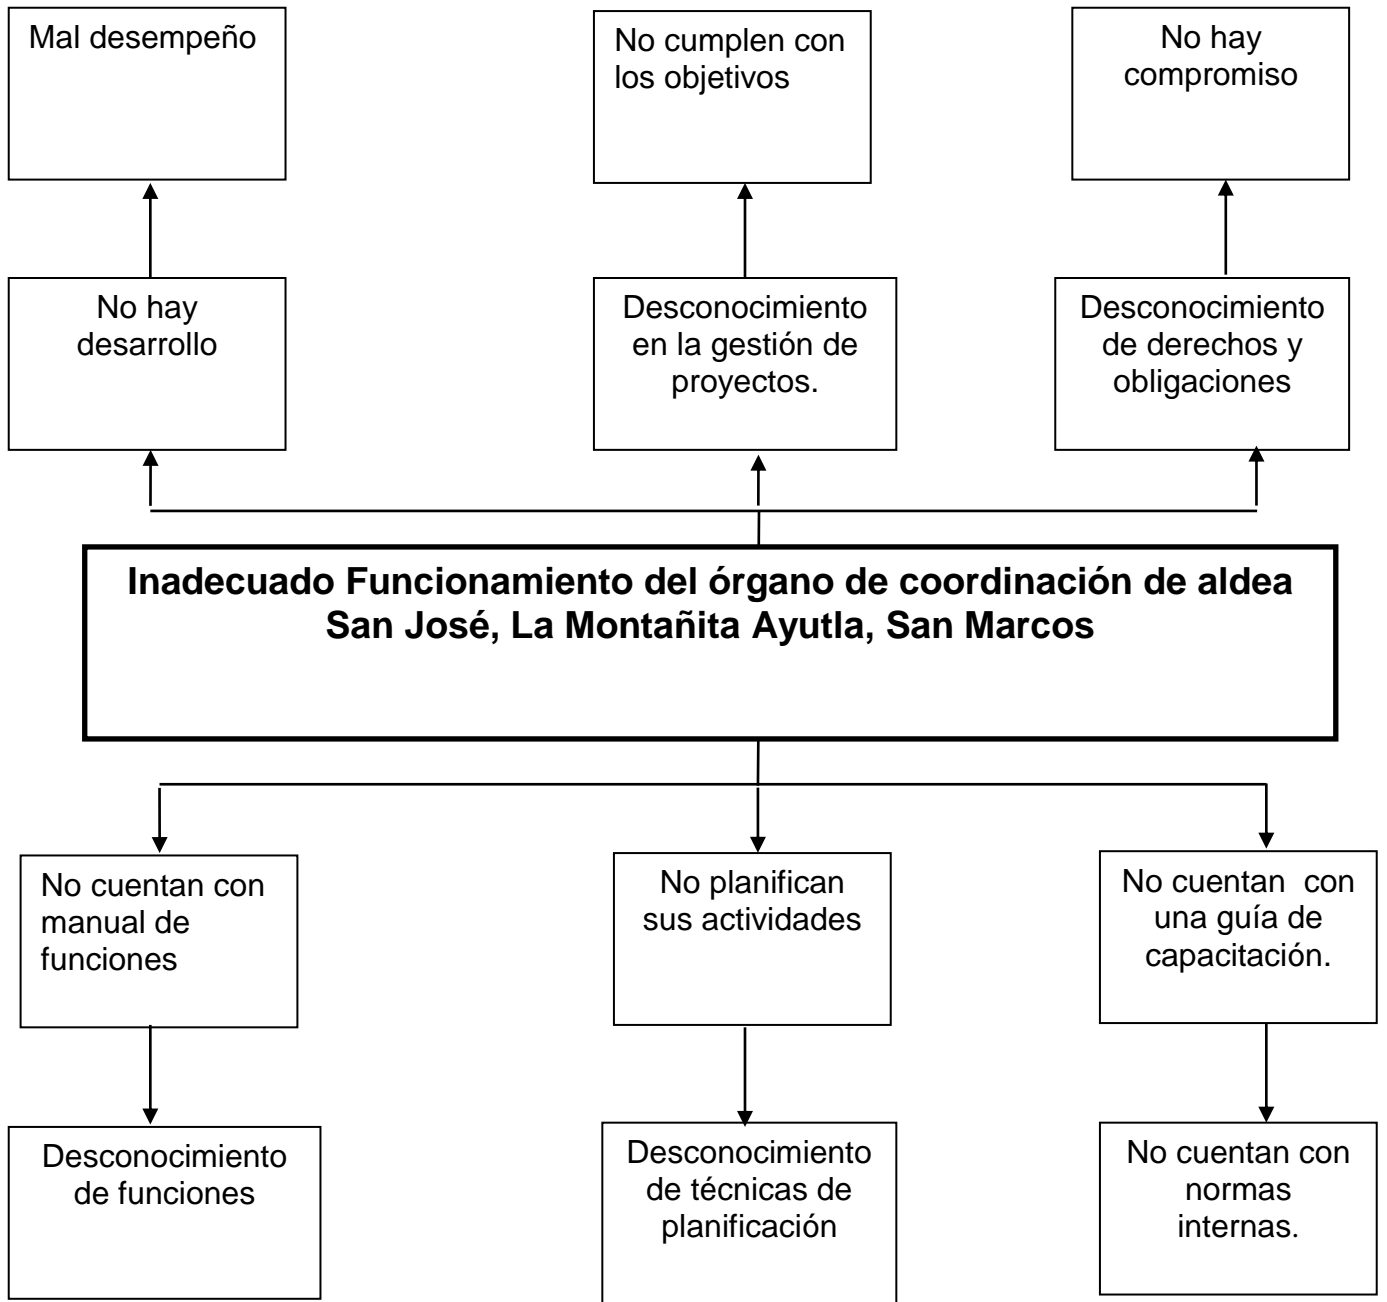 Mal desempeño
No cumplen con
los objetivos
No hay
compromiso
No hay
desarrollo
Desconocimiento
en la gestión de
proyectos.
Desconocimiento
de derechos y
obligaciones
Inadecuado Funcionamiento del órgano de coordinación de aldea
San José, La Montañita Ayutla, San Marcos
No cuentan con
manual de
funciones
No planifican
sus actividades
No cuentan  con
una guía de
capacitación.
Desconocimiento
de funciones
Desconocimiento
de técnicas de
planificación
No cuentan con
normas
internas.